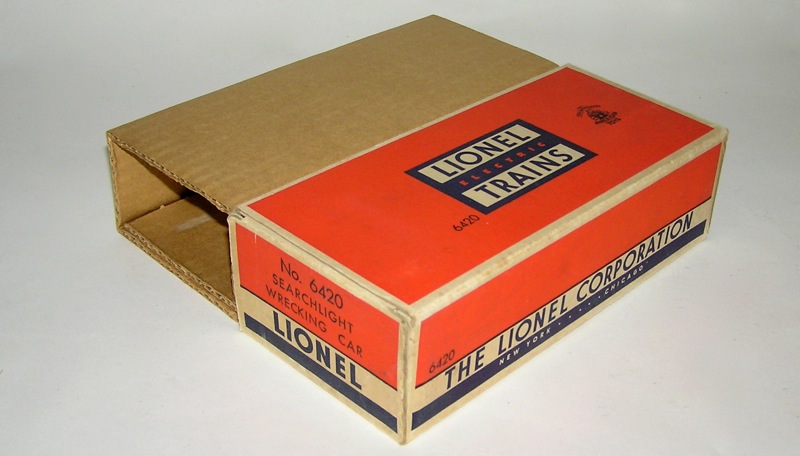 LIONEL
ELECTRIC
TRAINS
6420
No. 6420
SEARCHLIGHT
WRECKING CAR
LIONEL
6420
THE LIONEL CORPORATION
NEW YORK · · · · · CHICAGO